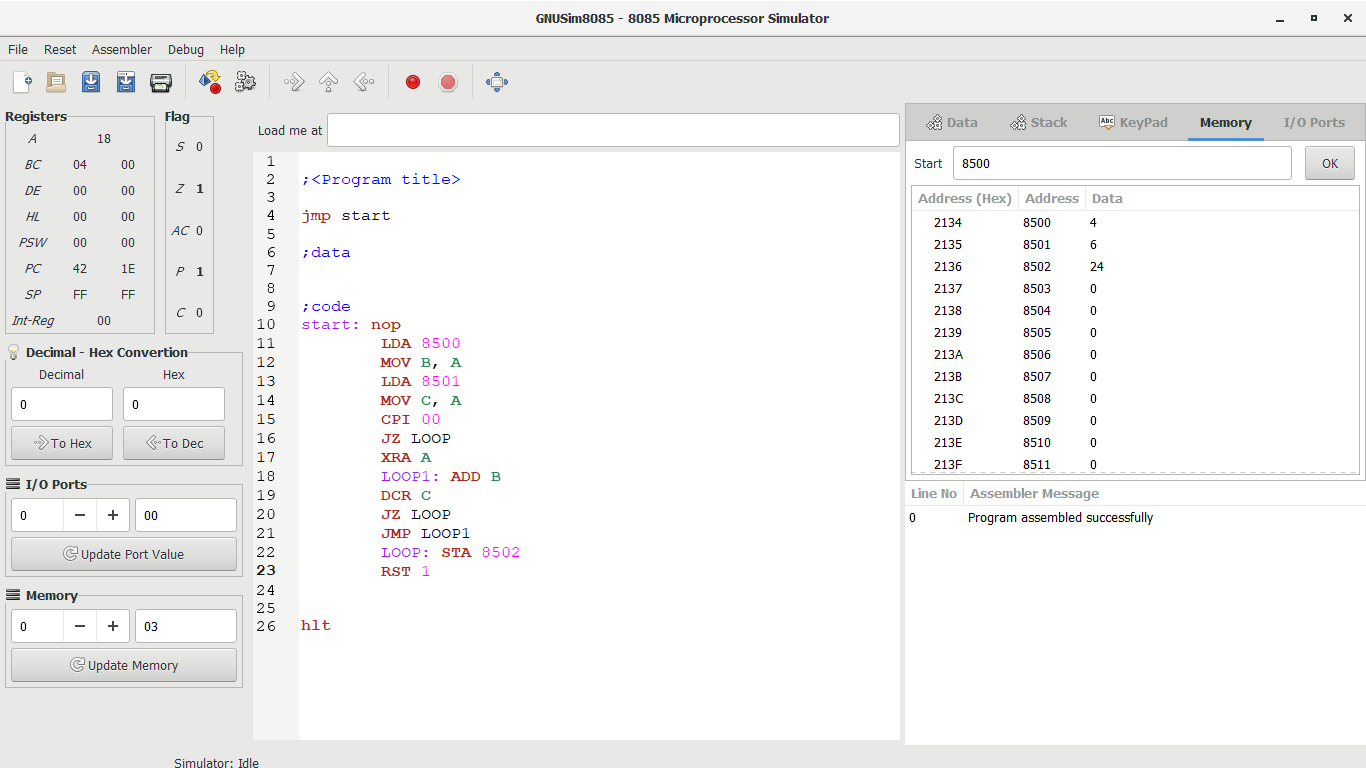 GNUSim8085 - 8085 Microprocessor Simulator
File Reset Assembler Debug Help
Registers
A 18
BC 04 00
DE 00 00
HL 00 00
PSW 00 00
PC 42 1E
SP FF FF
Int-Reg 00
Flag
S 0
Z 1
AC 0
P 1
C 0
Decimal - Hex Convertion
Decimal Hex
0 0
To Hex To Dec
I/O Ports
0 − + 00
Update Port Value
Memory
0 − + 03
Update Memory
Load me at
1
2 ;<Program title>
3
4 jmp start
5
6 ;data
7
8
9 ;code
10 start: nop
11 LDA 8500
12 MOV B, A
13 LDA 8501
14 MOV C, A
15 CPI 00
16 JZ LOOP
17 XRA A
18 LOOP1: ADD B
19 DCR C
20 JZ LOOP
21 JMP LOOP1
22 LOOP: STA 8502
23 RST 1
24
25
26 hlt
Data Stack Abc KeyPad Memory I/O Ports
Start 8500 OK
Address (Hex) Address Data
2134 8500 4
2135 8501 6
2136 8502 24
2137 8503 0
2138 8504 0
2139 8505 0
213A 8506 0
213B 8507 0
213C 8508 0
213D 8509 0
213E 8510 0
213F 8511 0
Line No Assembler Message
0 Program assembled successfully
Simulator: Idle